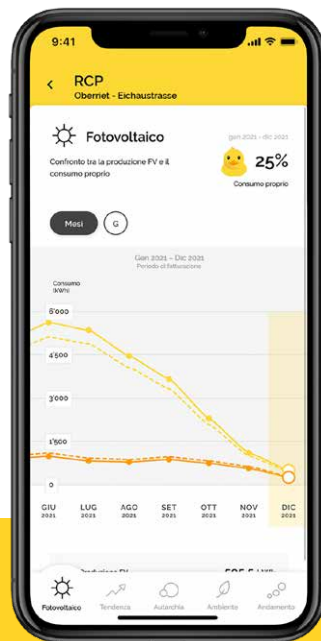 9:41
RCP
Oberriet - Eichaustrasse
Fotovoltaico
gen 2021 - dic 2021
Confronto tra la produzione FV e il
consumo proprio
25%
Consumo proprio
Mesi
G
Gen 2021 - Dic 2021
Periodo di fatturazione
Consumo
(kWh)
6'000
4'500
3'000
1'500
0
GIU LUG AGO SET OTT NOV DIC
2021 2021 2021 2021 2021 2021 2021
Produzione FV
Fotovoltaico Tendenza Autarchia Ambiente Andamento